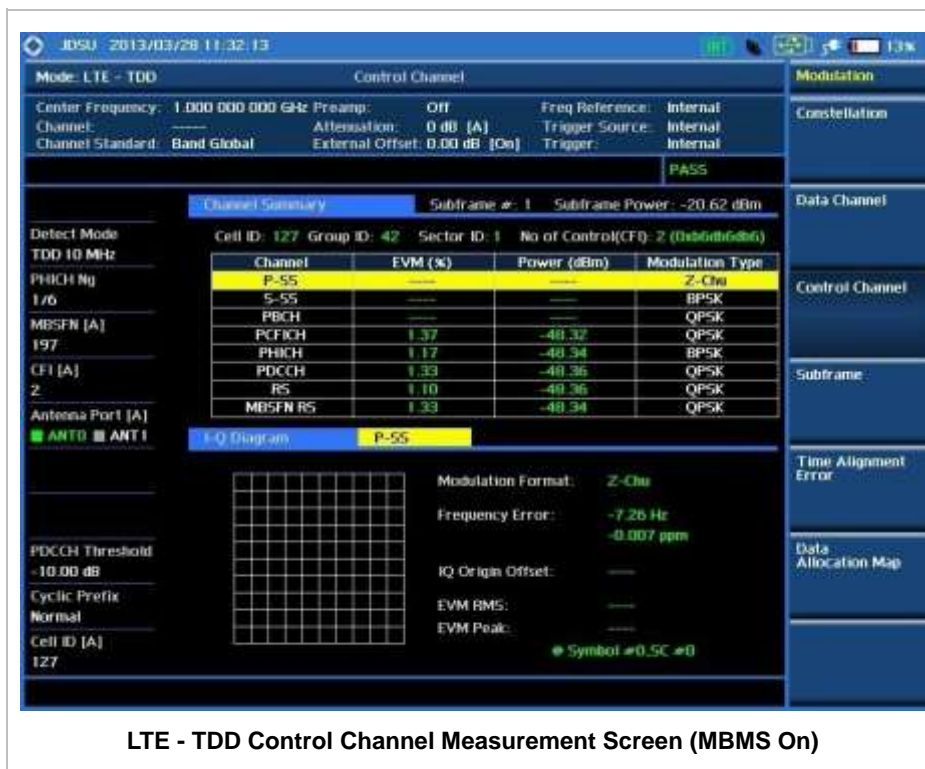 JDSU 2013/03/28 11:32:13
13%
Mode: LTE - TDD Control Channel
Center Frequency: 1.000 000 000 GHz Preamp: Off Freq Reference: Internal
Channel: ----- Attenuation: 0 dB [A] Trigger Source: Internal
Channel Standard: Band Global External Offset: 0.00 dB [On] Trigger: Internal
PASS
Channel Summary Subframe #: 1 Subframe Power: -20.62 dBm
Cell ID: 127 Group ID: 42 Sector ID: 1 No of Control(CFI): 2 (0xb6db6db6)
Channel EVM (%) Power (dBm) Modulation Type
P-SS ---- ---- Z-Chu
S-SS ---- ---- BPSK
PBCH ---- ---- QPSK
PCFICH 1.37 -48.32 QPSK
PHICH 1.17 -48.34 BPSK
PDCCH 1.33 -48.36 QPSK
RS 1.10 -48.36 QPSK
MBSFN RS 1.33 -48.34 QPSK
Detect Mode
TDD 10 MHz
PHICH Ng
1/6
MBSFN [A]
197
CFI [A]
2
Antenna Port [A]
ANT0 ANT1
PDCCH Threshold
-10.00 dB
Cyclic Prefix
Normal
Cell ID [A]
127
I-Q Diagram P-SS
Modulation Format: Z-Chu
Frequency Error: -7.26 Hz
-0.007 ppm
IQ Origin Offset: ----
EVM RMS: ----
EVM Peak: ----
@ Symbol #0,SC #0
Modulation
Constellation
Data Channel
Control Channel
Subframe
Time Alignment
Error
Data
Allocation Map
LTE - TDD Control Channel Measurement Screen (MBMS On)